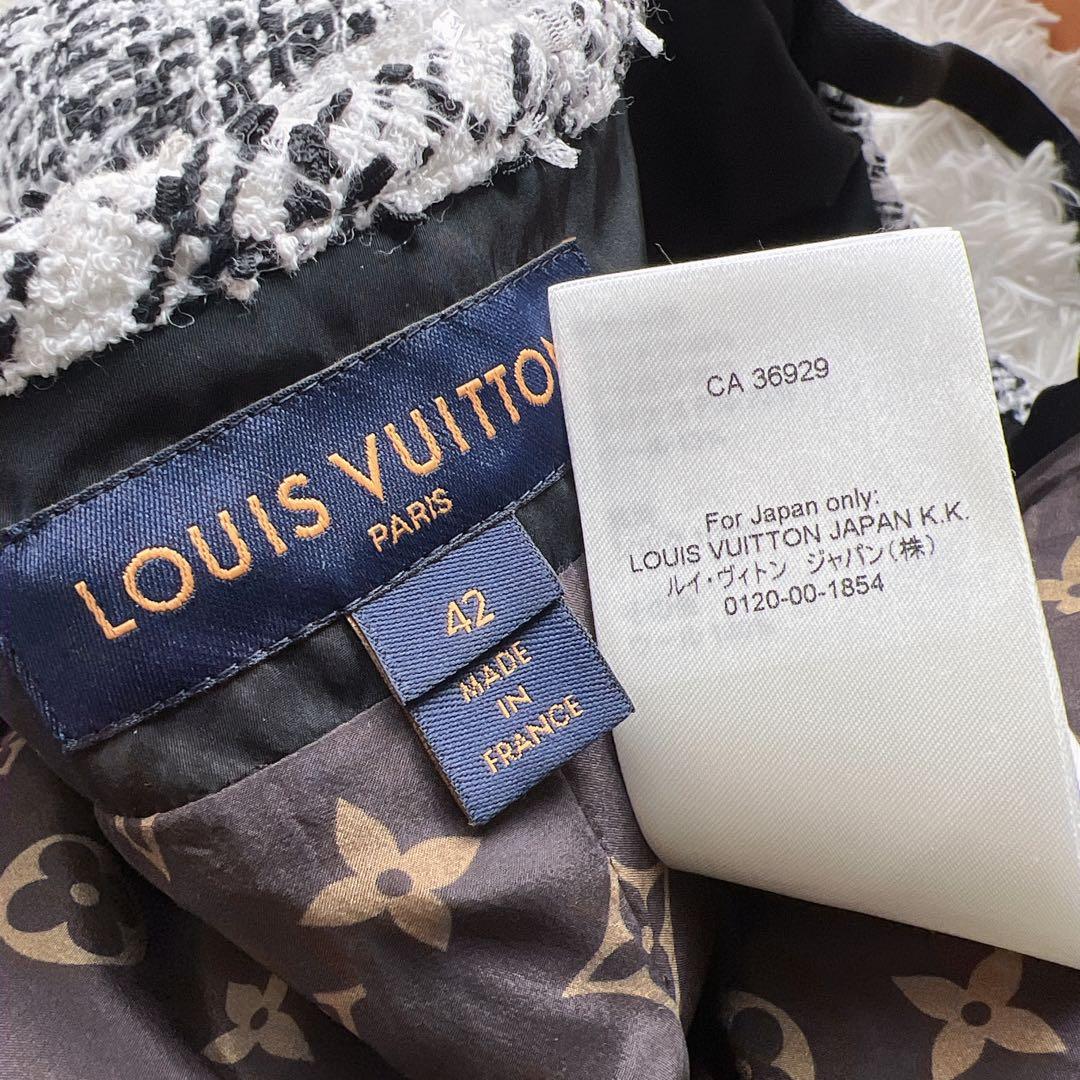 LOUIS VUITTON
PARIS
42
MADE
IN
FRANCE
CA 36929
For Japan only:
LOUIS VUITTON JAPAN K.K.
ルイ・ヴィトン ジャパン(株)
0120-00-1854